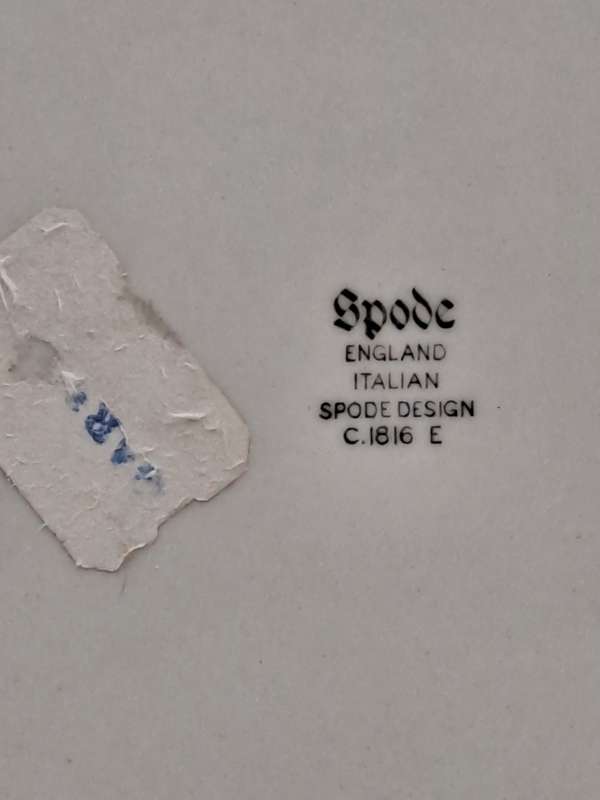 Spode
ENGLAND
ITALIAN
SPODE DESIGN
C.1816 E